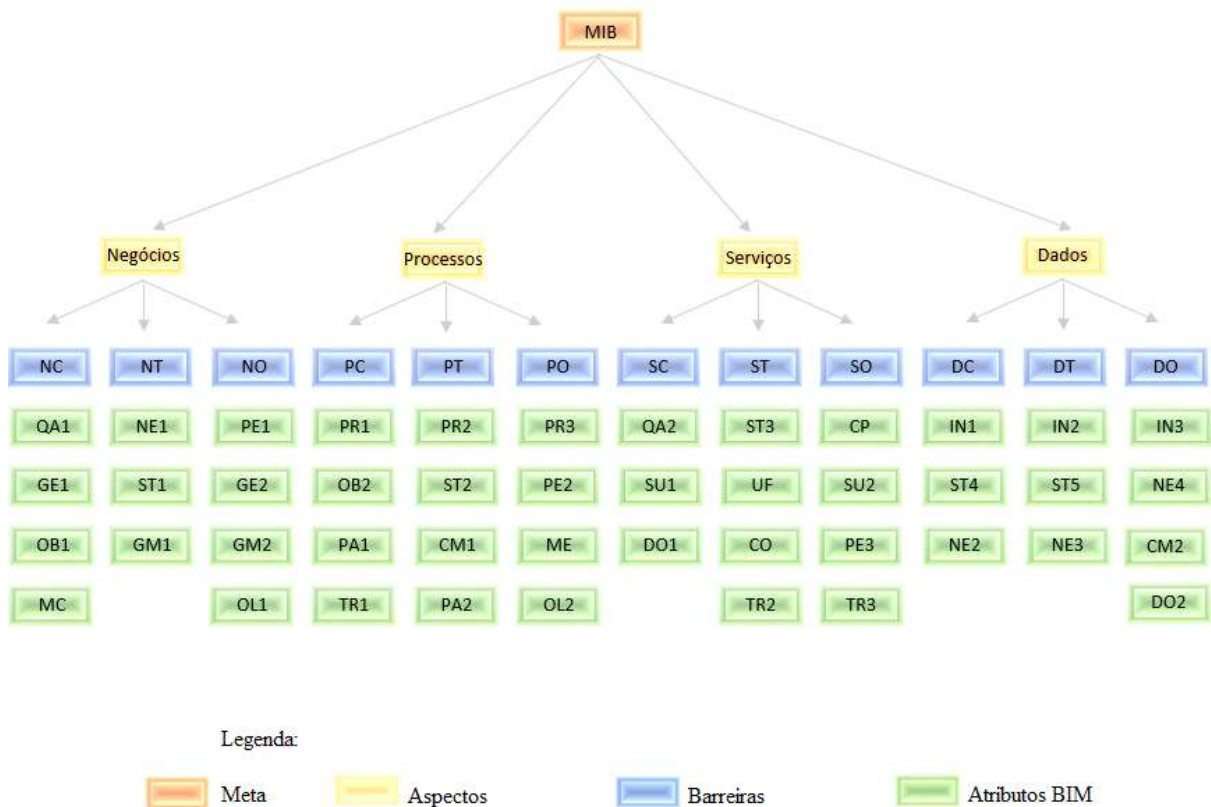 MIB
Negócios Processos Serviços Dados
NC NT NO PC PT PO SC ST SO DC DT DO
QA1 NE1 PE1 PR1 PR2 PR3 QA2 ST3 CP IN1 IN2 IN3
GE1 ST1 GE2 OB2 ST2 PE2 SU1 UF SU2 ST4 ST5 NE4
OB1 GM1 GM2 PA1 CM1 ME DO1 CO PE3 NE2 NE3 CM2
MC OL1 TR1 PA2 OL2 TR2 TR3 DO2
Legenda:
Meta Aspectos Barreiras Atributos BIM